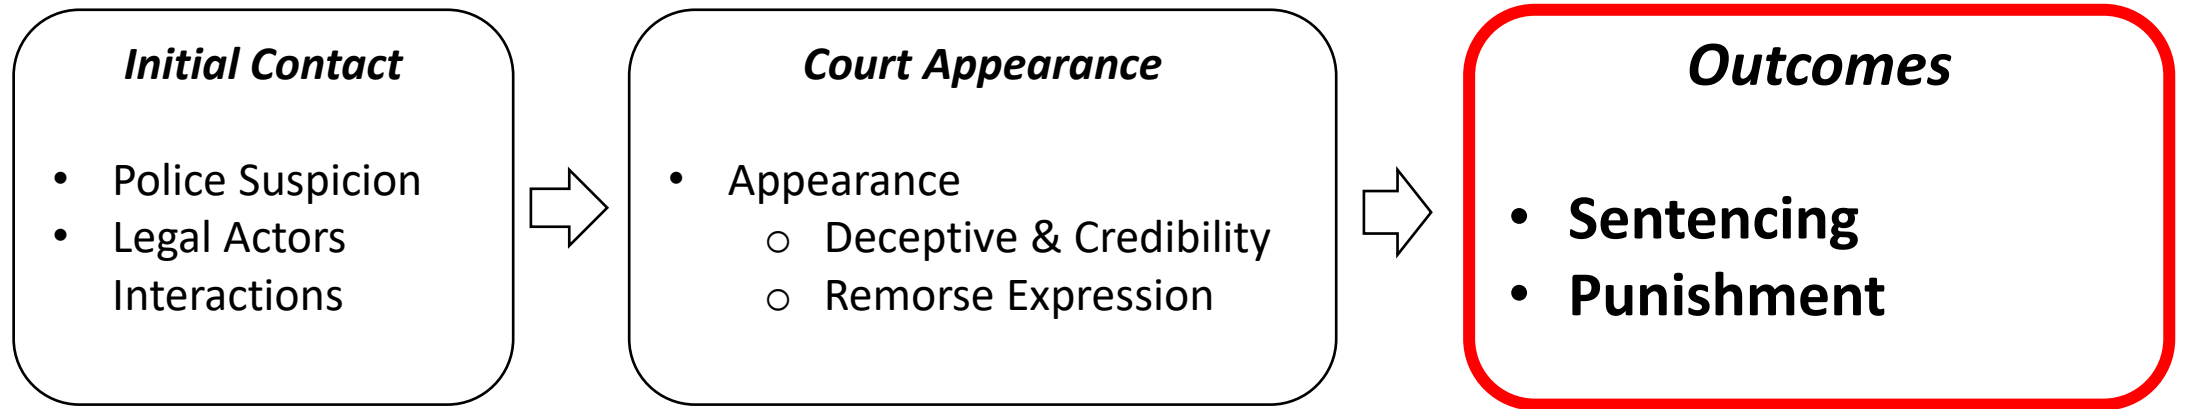 Initial Contact
• Police Suspicion
• Legal Actors
Interactions
Court Appearance
• Appearance
o Deceptive & Credibility
o Remorse Expression
Outcomes
• Sentencing
• Punishment